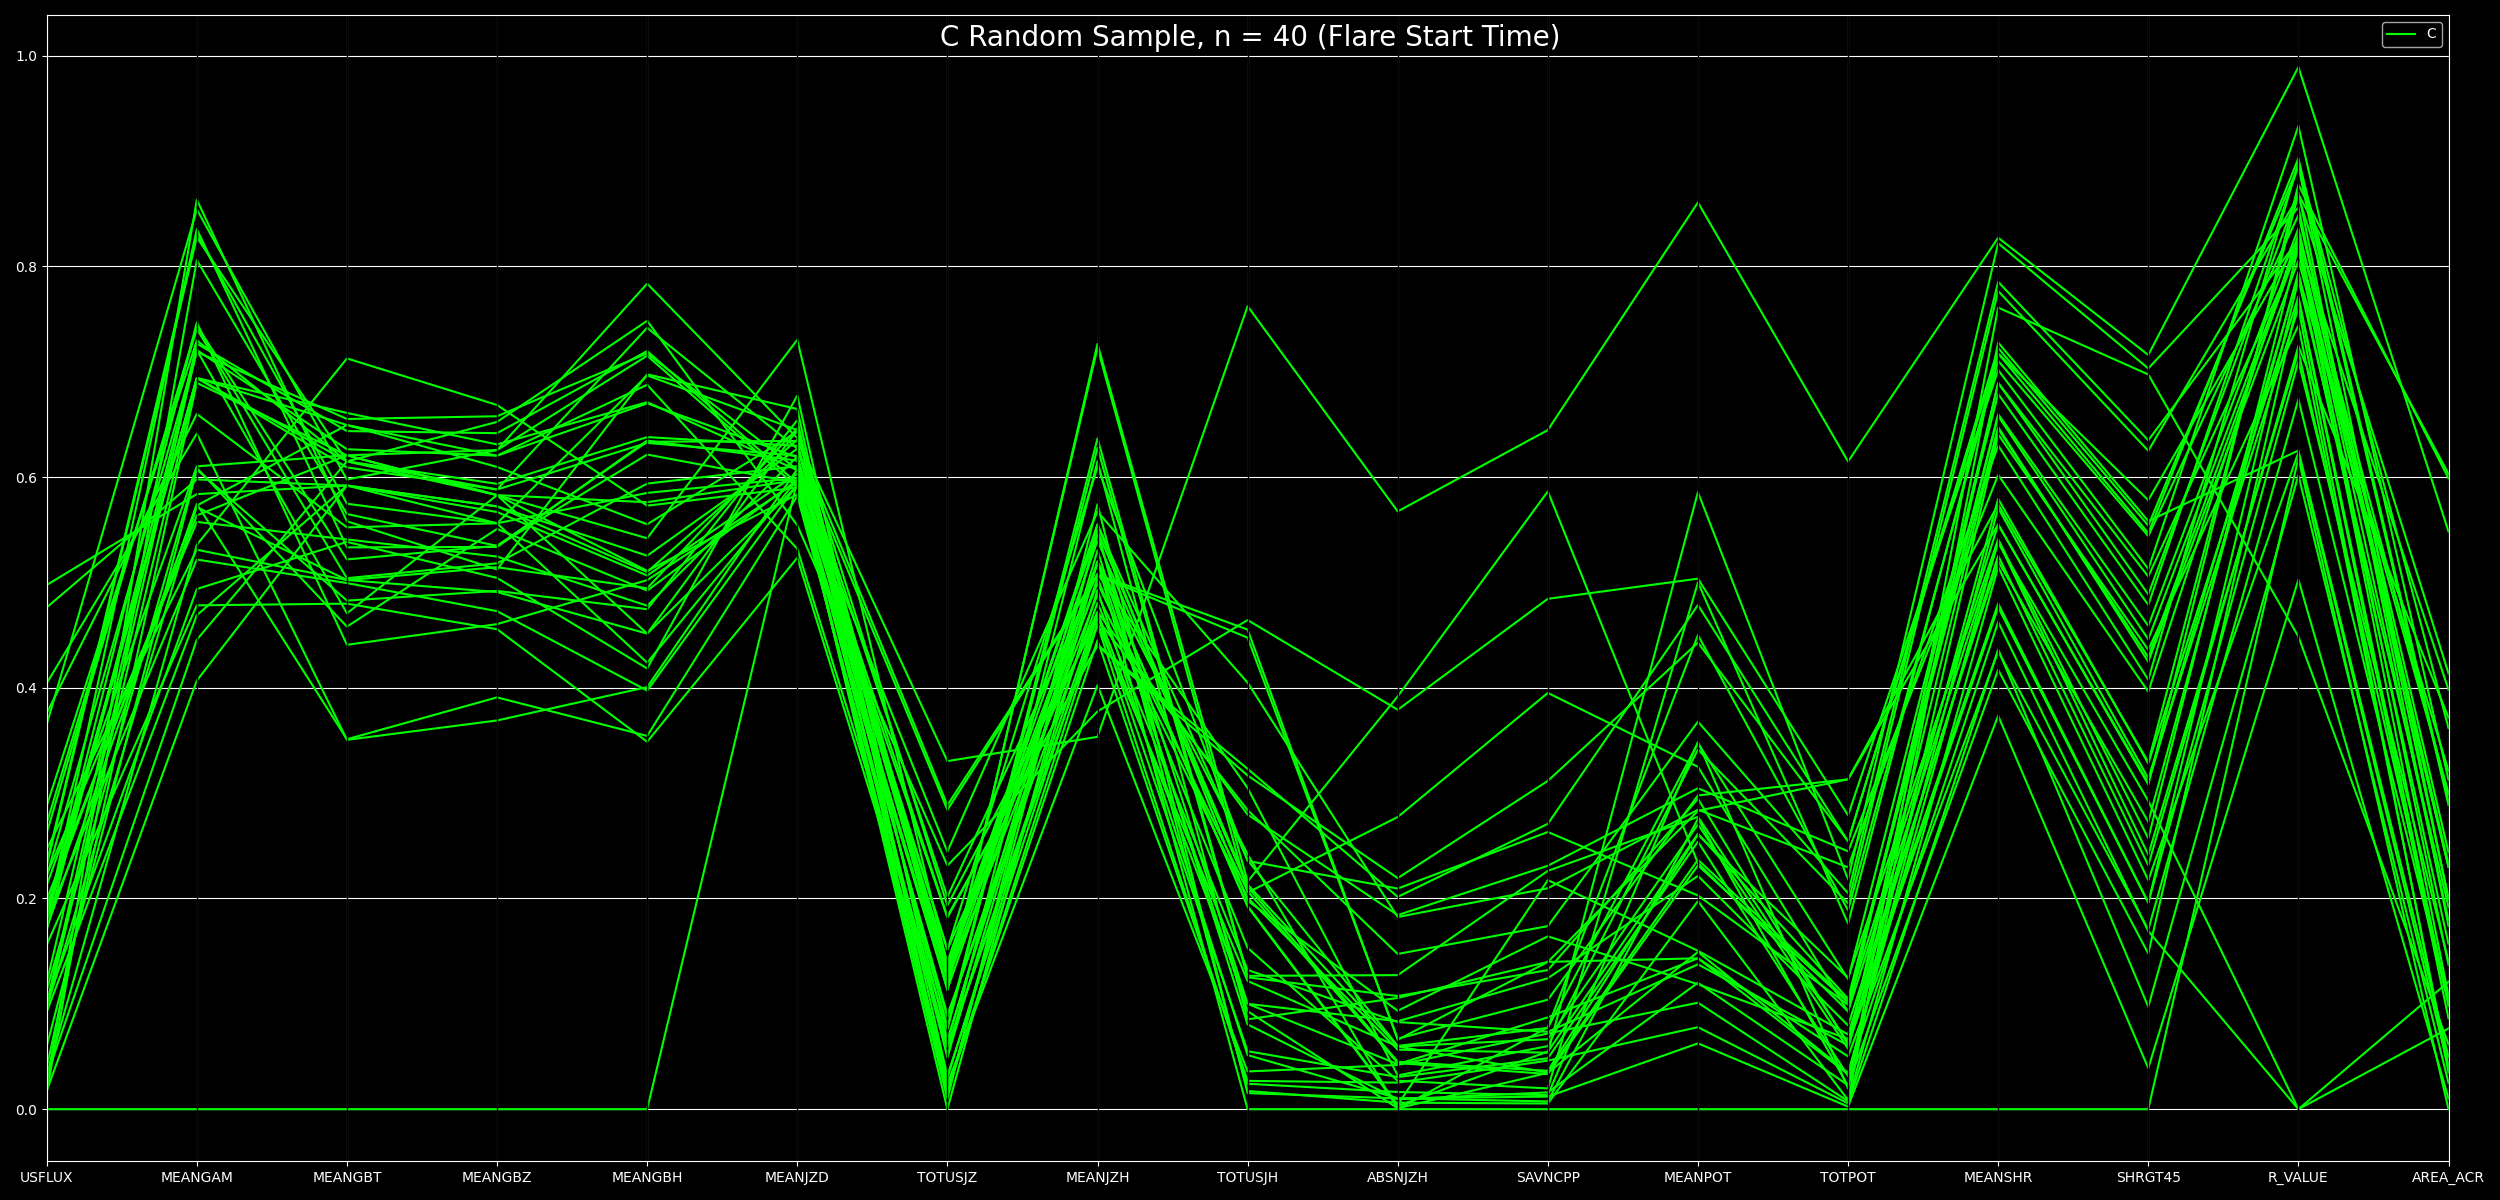 C Random Sample, n = 40 (Flare Start Time)
C
1.0
0.8
0.6
0.4
0.2
0.0
USFLUX MEANGAM MEANGBT MEANGBZ MEANGBH MEANJZD TOTUSJZ MEANJZH TOTUSJH ABSNJZH SAVNCPP MEANPOT TOTPOT MEANSHR SHRGT45 R_VALUE AREA_ACR